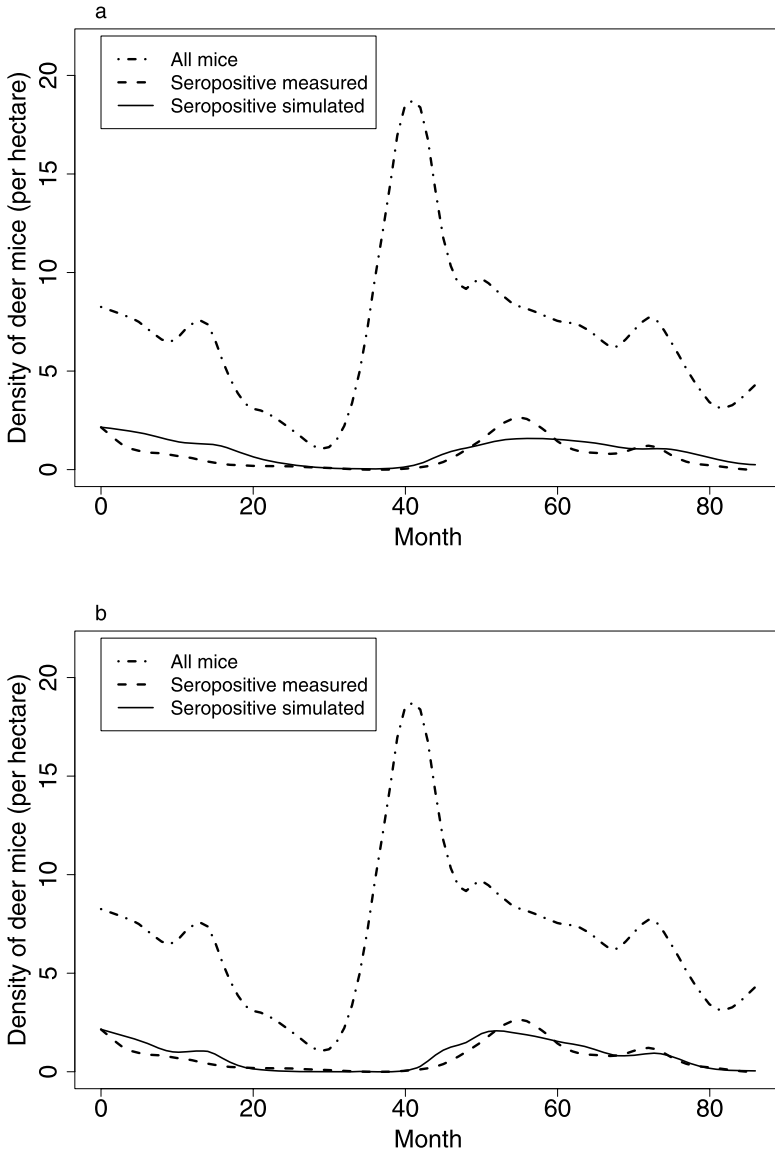 a
Density of deer mice (per hectare)
20
15
10
5
0
All mice
Seropositive measured
Seropositive simulated
0 20 40 60 80
Month
b
Density of deer mice (per hectare)
20
15
10
5
0
All mice
Seropositive measured
Seropositive simulated
0 20 40 60 80
Month